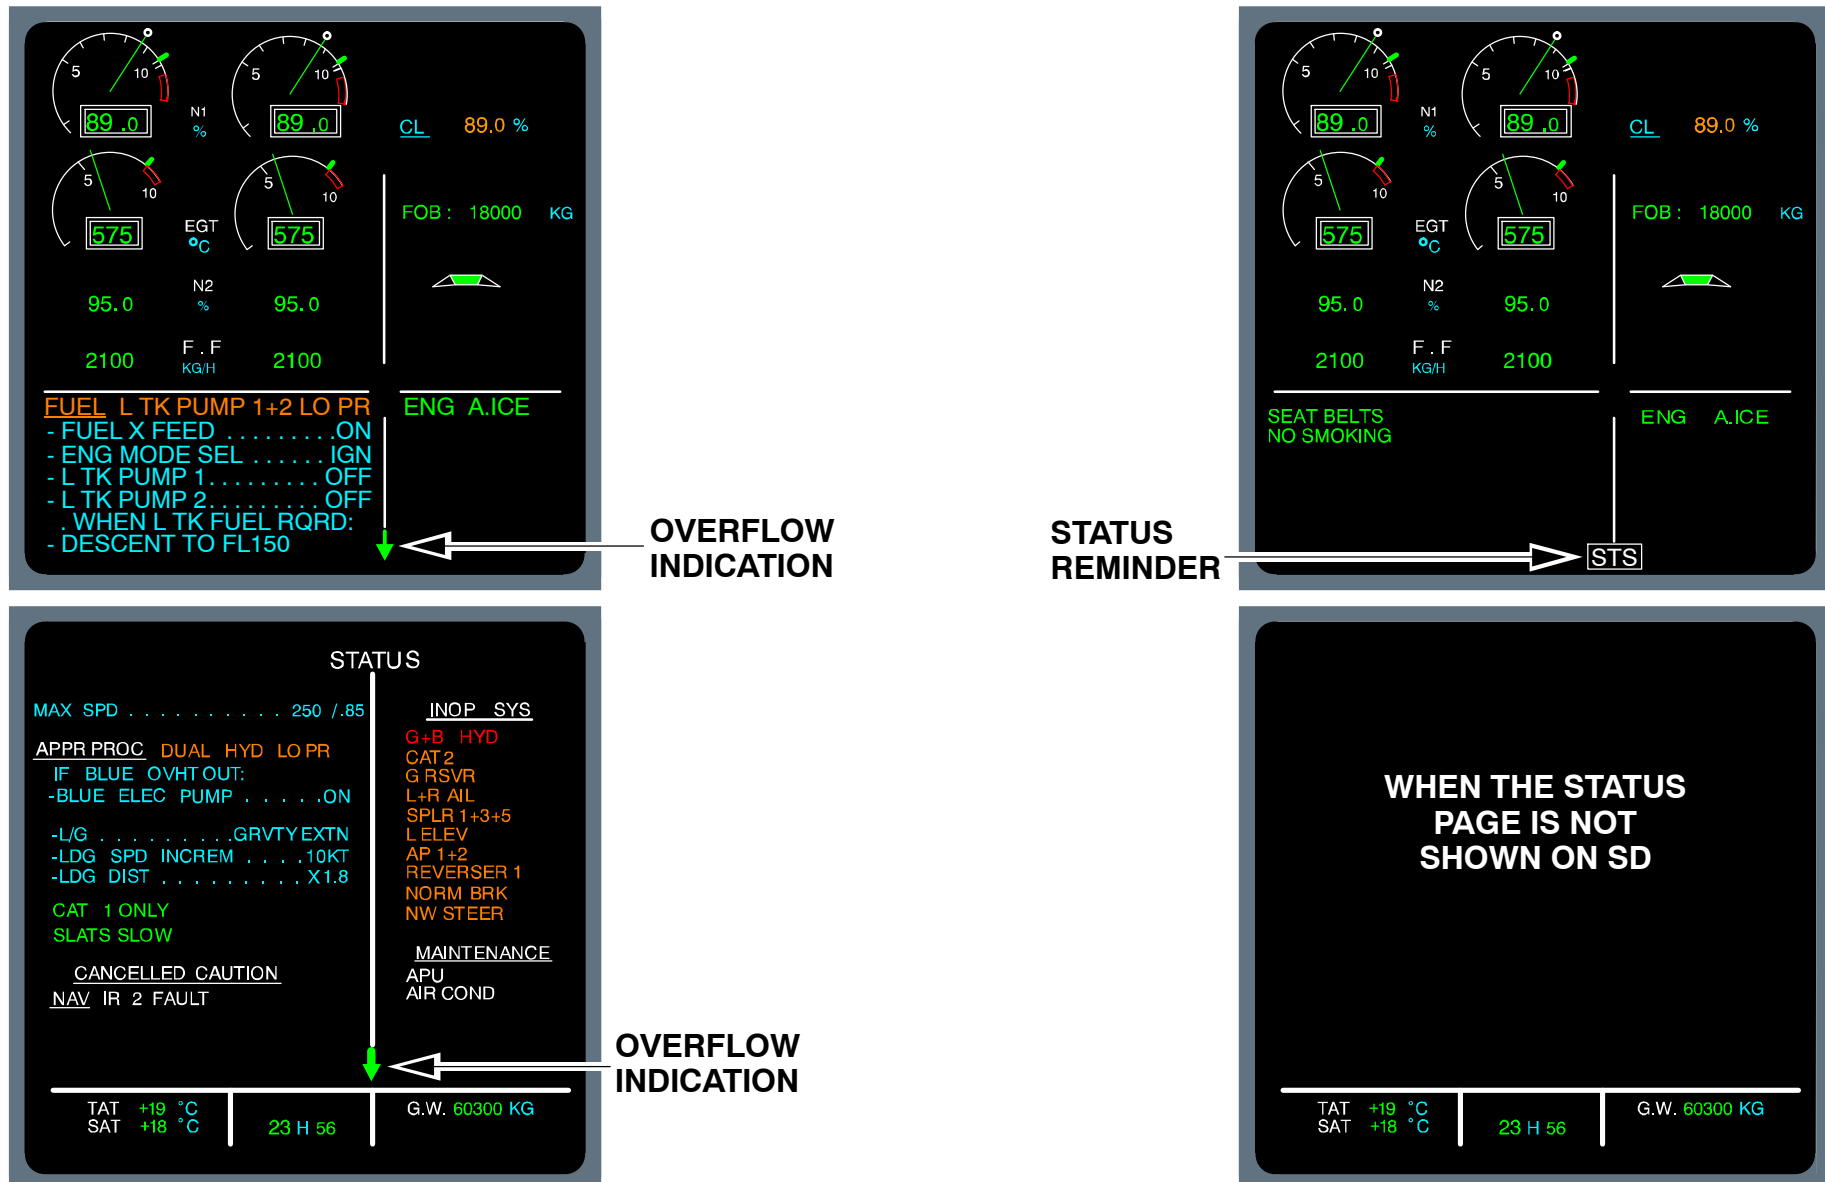 5 10 5 10
89.0 N1 89.0
%
CL 89.0 %
5 10 5 10
575 EGT 575
°C
FOB : 18000 KG
95.0 N2 95.0
%
2100 F . F 2100
KG/H
FUEL L TK PUMP 1+2 LO PR
- FUEL X FEED . . . . . . . . . ON
- ENG MODE SEL . . . . . . IGN
- L TK PUMP 1 . . . . . . . . . OFF
- L TK PUMP 2 . . . . . . . . . OFF
. WHEN L TK FUEL RQRD:
- DESCENT TO FL150
ENG A.ICE
OVERFLOW
INDICATION
5 10 5 10
89.0 N1 89.0
%
CL 89.0 %
5 10 5 10
575 EGT 575
°C
FOB : 18000 KG
95.0 N2 95.0
%
2100 F . F 2100
KG/H
SEAT BELTS
NO SMOKING
ENG A.ICE
STATUS
REMINDER
STS
STATUS
MAX SPD . . . . . . . . . . 250 /.85
APPR PROC DUAL HYD LO PR
IF BLUE OVHT OUT:
-BLUE ELEC PUMP . . . . . ON
-L/G . . . . . . . . . GRVTY EXTN
-LDG SPD INCREM . . . . 10KT
-LDG DIST . . . . . . . . . X1.8
CAT 1 ONLY
SLATS SLOW
CANCELLED CAUTION
NAV IR 2 FAULT
INOP SYS
G+B HYD
CAT 2
G RSVR
L+R AIL
SPLR 1+3+5
L ELEV
AP 1+2
REVERSER 1
NORM BRK
NW STEER
MAINTENANCE
APU
AIR COND
OVERFLOW
INDICATION
TAT +19 °C
SAT +18 °C
23 H 56
G.W. 60300 KG
WHEN THE STATUS
PAGE IS NOT
SHOWN ON SD
TAT +19 °C
SAT +18 °C
23 H 56
G.W. 60300 KG